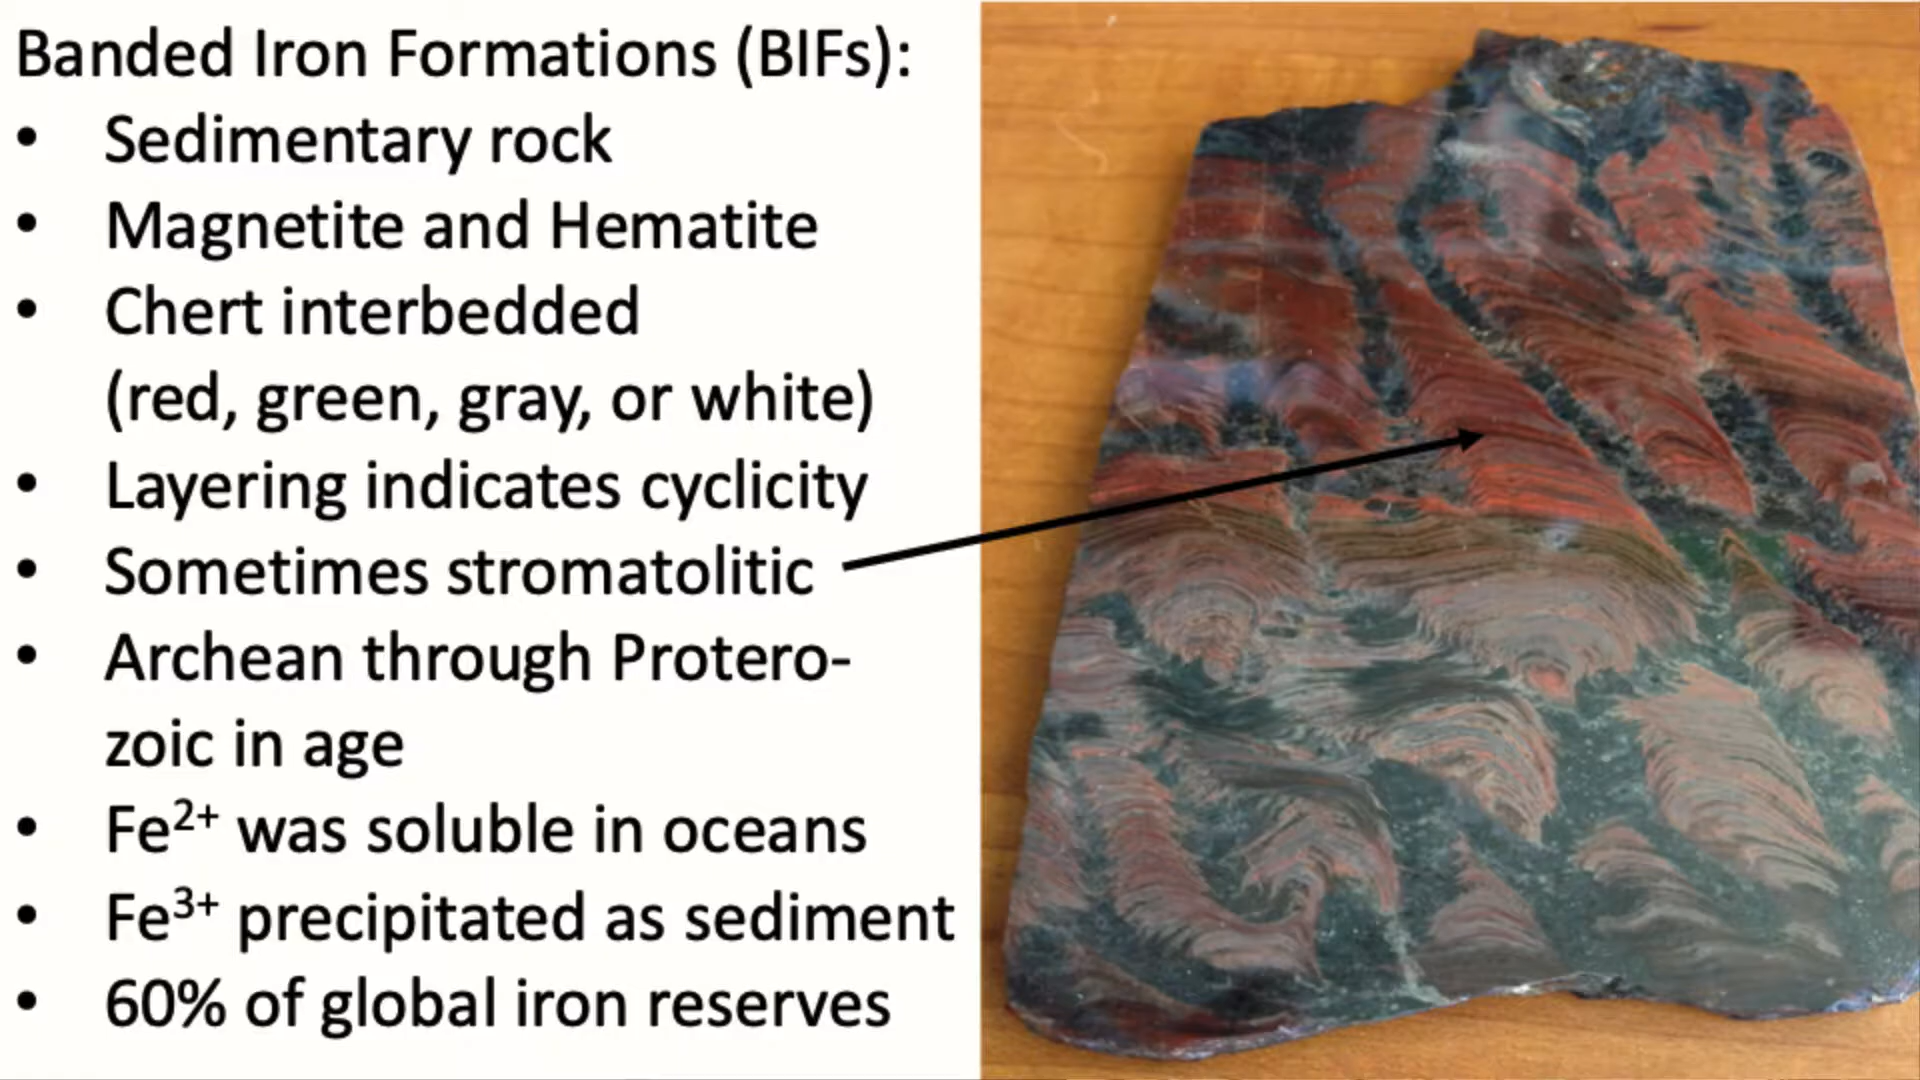 Banded Iron Formations (BIFs):
• Sedimentary rock
• Magnetite and Hematite
• Chert interbedded
(red, green, gray, or white)
• Layering indicates cyclicity
• Sometimes stromatolitic
• Archean through Protero-
zoic in age
• Fe²⁺ was soluble in oceans
• Fe³⁺ precipitated as sediment
• 60% of global iron reserves